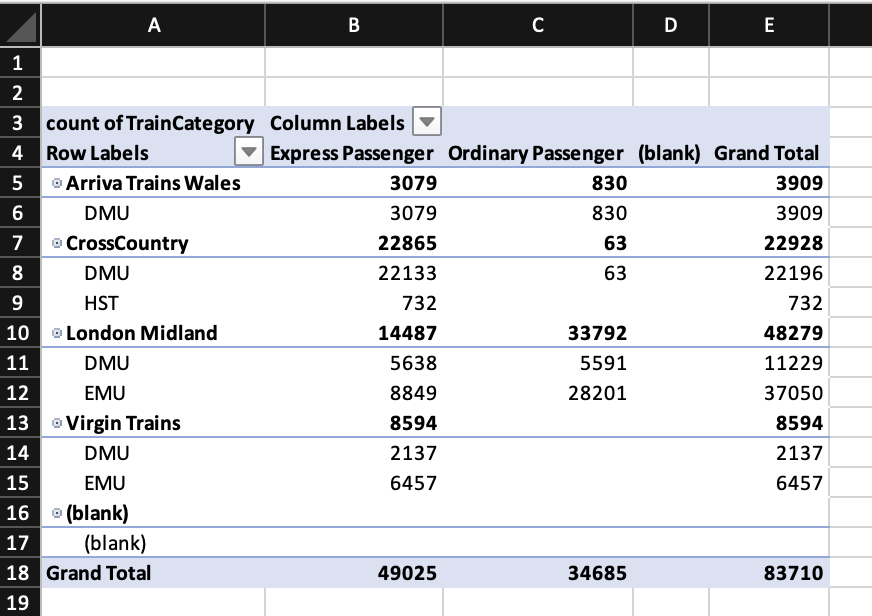 A B C D E
1
2
3 count of TrainCategory Column Labels
4 Row Labels Express Passenger Ordinary Passenger (blank) Grand Total
5 Arriva Trains Wales 3079 830 3909
6 DMU 3079 830 3909
7 CrossCountry 22865 63 22928
8 DMU 22133 63 22196
9 HST 732 732
10 London Midland 14487 33792 48279
11 DMU 5638 5591 11229
12 EMU 8849 28201 37050
13 Virgin Trains 8594 8594
14 DMU 2137 2137
15 EMU 6457 6457
16 (blank)
17 (blank)
18 Grand Total 49025 34685 83710
19